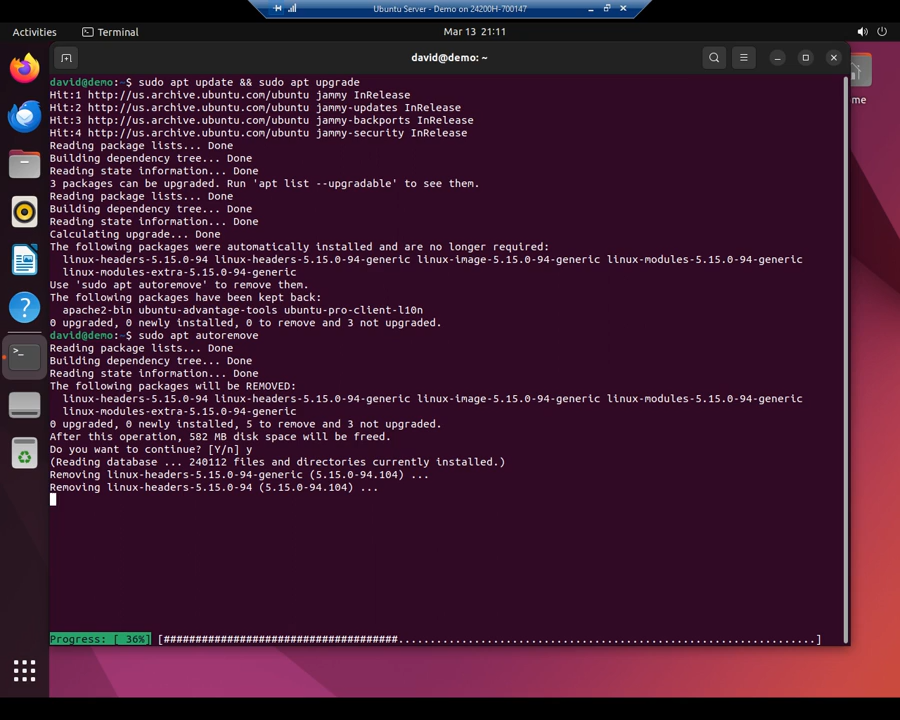 Ubuntu Server - Demo on 24200H-700147
Activities
Terminal
Mar 13 21:11
david@demo: ~
david@demo:~$ sudo apt update && sudo apt upgrade
Hit:1 http://us.archive.ubuntu.com/ubuntu jammy InRelease
Hit:2 http://us.archive.ubuntu.com/ubuntu jammy-updates InRelease
Hit:3 http://us.archive.ubuntu.com/ubuntu jammy-backports InRelease
Hit:4 http://us.archive.ubuntu.com/ubuntu jammy-security InRelease
Reading package lists... Done
Building dependency tree... Done
Reading state information... Done
3 packages can be upgraded. Run 'apt list --upgradable' to see them.
Reading package lists... Done
Building dependency tree... Done
Reading state information... Done
Calculating upgrade... Done
The following packages were automatically installed and are no longer required:
linux-headers-5.15.0-94 linux-headers-5.15.0-94-generic linux-image-5.15.0-94-generic linux-modules-5.15.0-94-generic
linux-modules-extra-5.15.0-94-generic
Use 'sudo apt autoremove' to remove them.
The following packages have been kept back:
apache2-bin ubuntu-advantage-tools ubuntu-pro-client-l10n
0 upgraded, 0 newly installed, 0 to remove and 3 not upgraded.
david@demo:~$ sudo apt autoremove
Reading package lists... Done
Building dependency tree... Done
Reading state information... Done
The following packages will be REMOVED:
linux-headers-5.15.0-94 linux-headers-5.15.0-94-generic linux-image-5.15.0-94-generic linux-modules-5.15.0-94-generic
linux-modules-extra-5.15.0-94-generic
0 upgraded, 0 newly installed, 5 to remove and 3 not upgraded.
After this operation, 582 MB disk space will be freed.
Do you want to continue? [Y/n] y
(Reading database ... 240112 files and directories currently installed.)
Removing linux-headers-5.15.0-94-generic (5.15.0-94.104) ...
Removing linux-headers-5.15.0-94 (5.15.0-94.104) ...
Progress: [ 36%] [#####################################..................................................................]
me